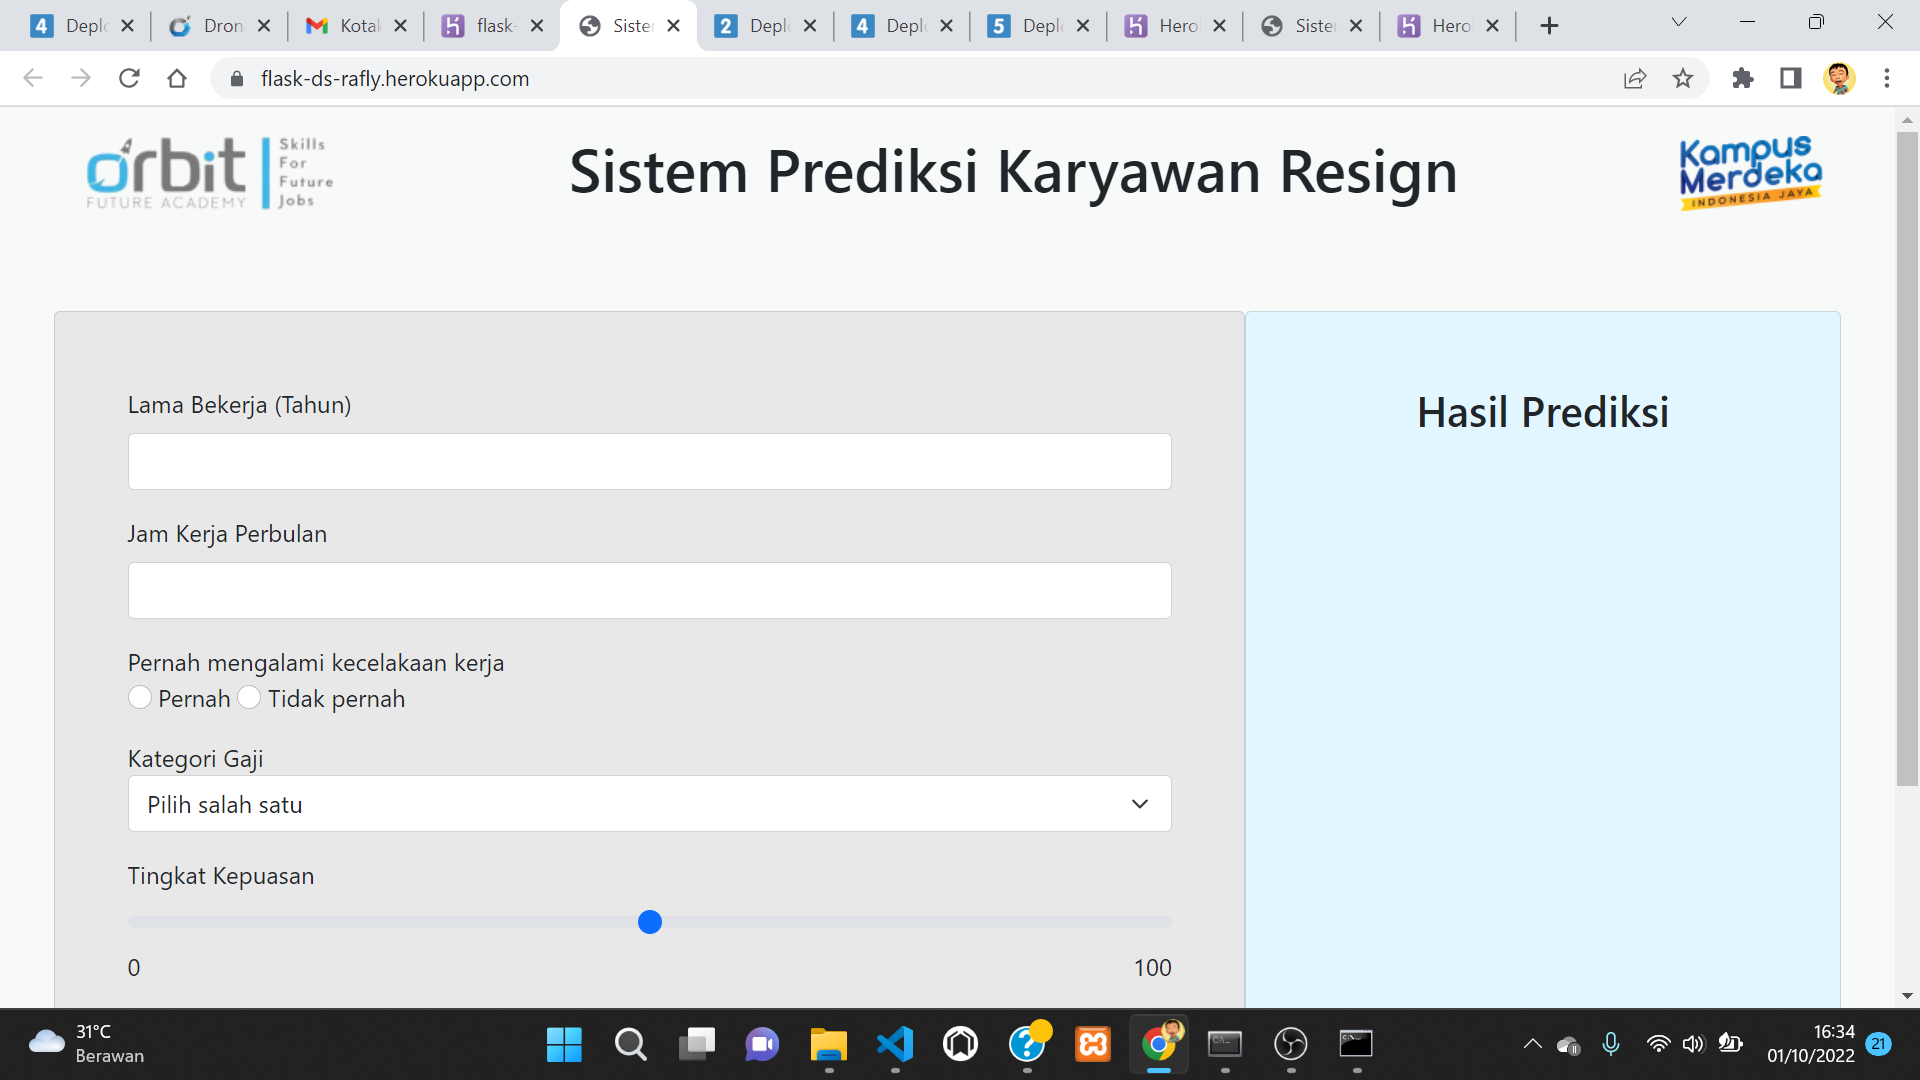 4 Deplo
Dron
Kotak
flask-
Sister
2 Deplo
4 Deplo
5 Deplo
Hero
Sister
Hero
flask-ds-rafly.herokuapp.com
orbit
FUTURE ACADEMY
Skills
For
Future
Jobs
Sistem Prediksi Karyawan Resign
Kampus
Merdeka
INDONESIA JAYA
Lama Bekerja (Tahun)
Hasil Prediksi
Jam Kerja Perbulan
Pernah mengalami kecelakaan kerja
Pernah Tidak pernah
Kategori Gaji
Pilih salah satu
Tingkat Kepuasan
0 100
31°C
Berawan
16:34
01/10/2022
21